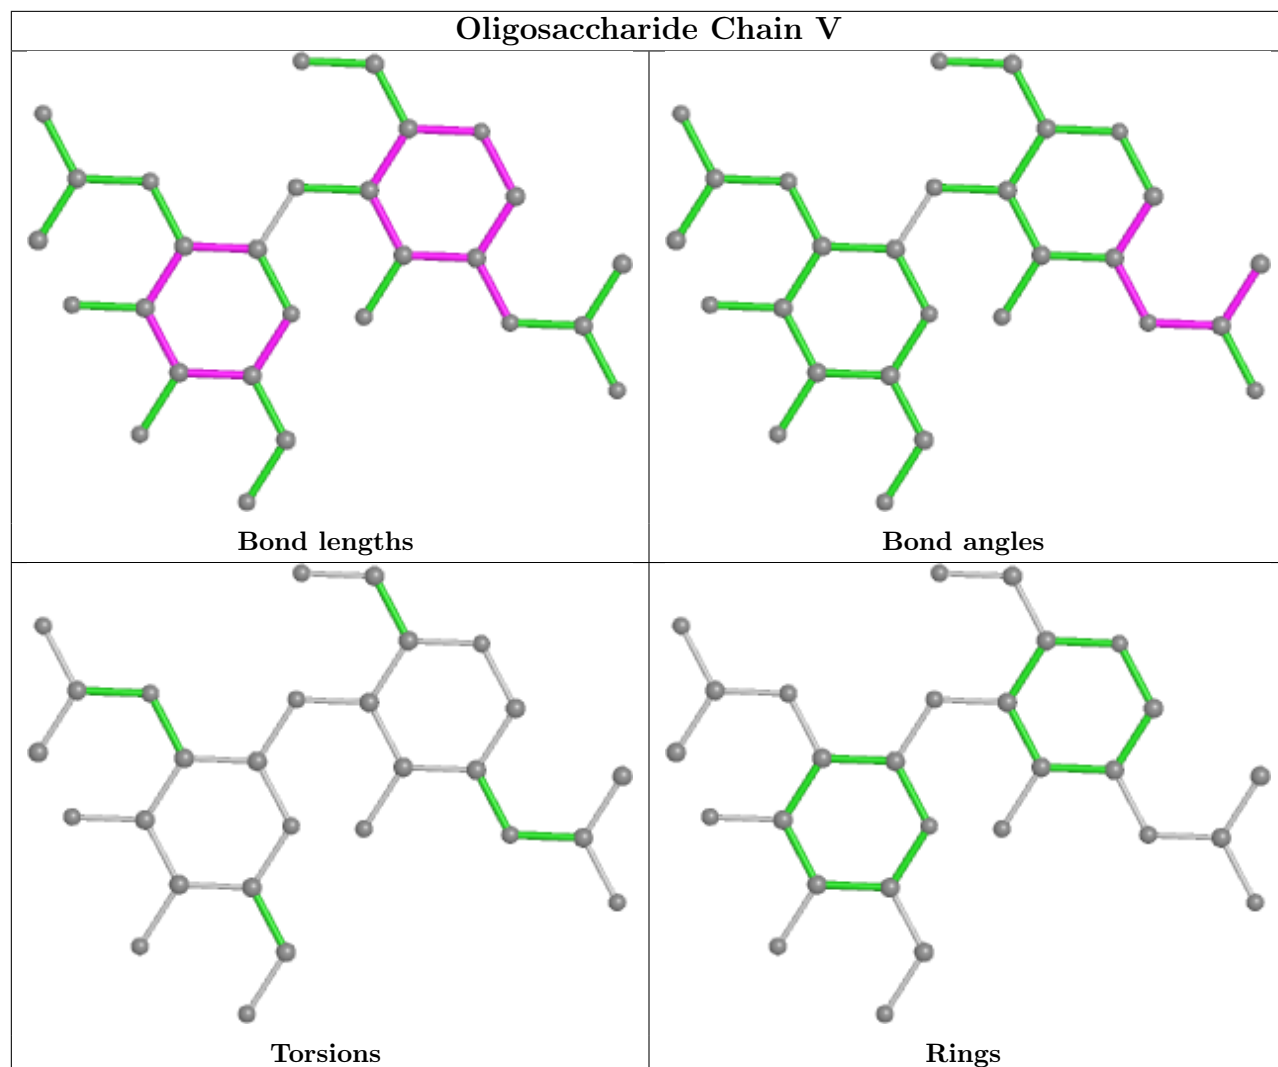 Oligosaccharide Chain V
Bond lengths
Bond angles
Torsions
Rings